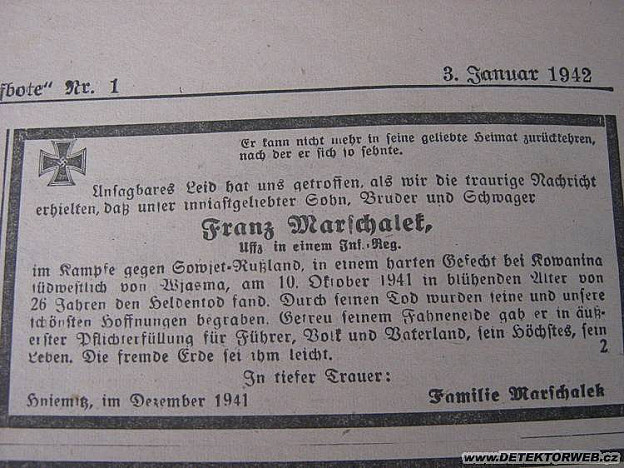 fbote" Nr. 1
3. Januar 1942
Er kann nicht mehr in seine geliebte Heimat zurückkehren,
nach der er sich so sehnte.
Unsagbares Leid hat uns getroffen, als wir die traurige Nachricht
erhielten, daß unser innigstgeliebter Sohn, Bruder und Schwager
Franz Marschalek,
Uffz in einem Inf.-Reg.
im Kampfe gegen Sowjet-Rußland, in einem harten Gefecht bei Kowanina
südwestlich von Wjaema, am 10. Oktober 1941 in blühenden Alter von
26 Jahren den Heldentod fand. Durch seinen Tod wurden seine und unsere
schönsten Hoffnungen begraben. Getreu seinem Fahneneide gab er in äuß-
erster Pflichterfüllung für Führer, Volk und Vaterland, sein Höchstes, sein
Leben. Die fremde Erde sei ihm leicht. 2
In tiefer Trauer:
Hniemitz, im Dezember 1941
Familie Marschalek
WWW.DETEKTORWEB.CZ